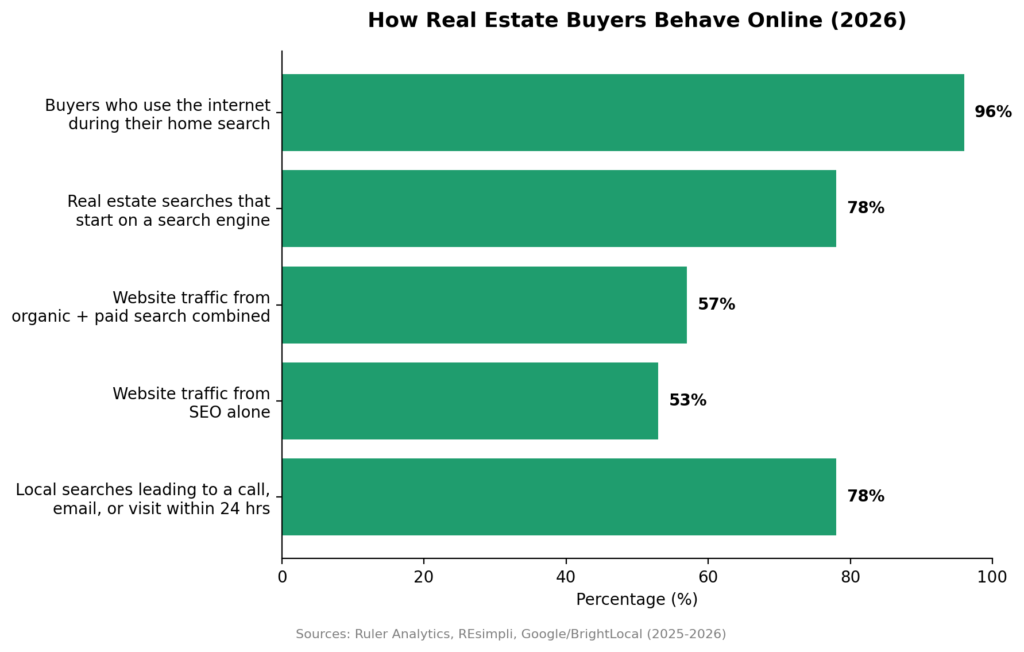 How Real Estate Buyers Behave Online (2026)
Buyers who use the internet
during their home search
96%
Real estate searches that
start on a search engine
78%
Website traffic from
organic + paid search combined
57%
Website traffic from
SEO alone
53%
Local searches leading to a call,
email, or visit within 24 hrs
78%
0 20 40 60 80 100
Percentage (%)
Sources: Ruler Analytics, REsimpli, Google/BrightLocal (2025-2026)